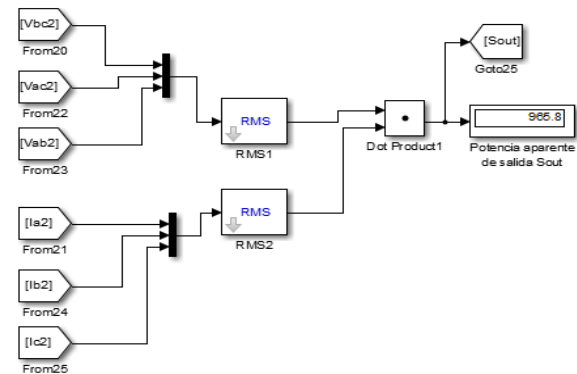 [Vbc2]
From20
[Vac2]
From22
[Vab2]
From23
RMS
RMS1
[Ia2]
From21
[Ib2]
From24
[Ic2]
From25
RMS
RMS2
Dot Product1
[Sout]
Goto25
965.8
Potencia aparente
de salida Sout